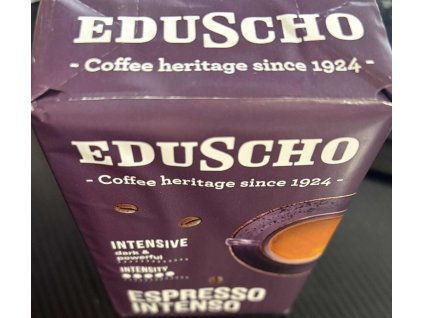 EDUSCHO
- Coffee heritage since 1924 -
EDUSCHO
- Coffee heritage since 1924 -
INTENSIVE
dark &
powerful
INTENSITY
ESPRESSO
INTENSO